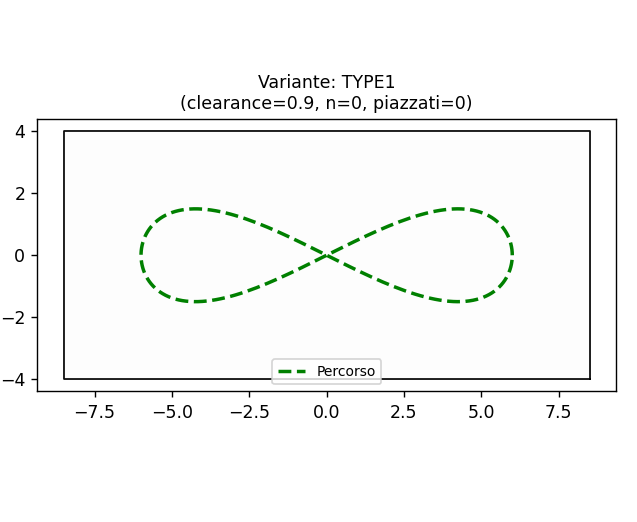 Variante: TYPE1
(clearance=0.9, n=0, piazzati=0)
4
2
0
−2
−4
Percorso
−7.5 −5.0 −2.5 0.0 2.5 5.0 7.5